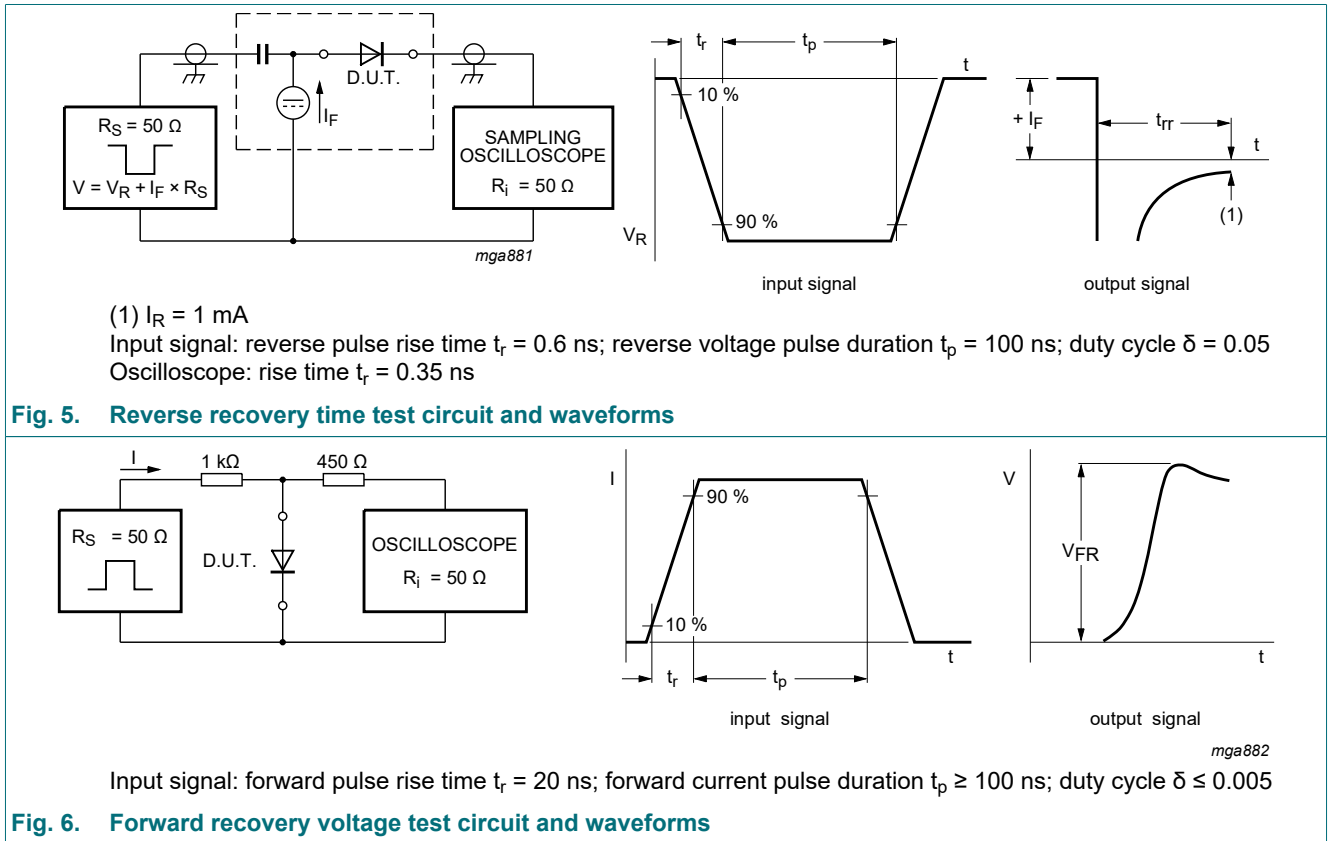 D.U.T.
I_F
R_S = 50 Ω
V = V_R + I_F × R_S
SAMPLING
OSCILLOSCOPE
R_i = 50 Ω
mga881
t_r
t_p
t
10 %
90 %
V_R
input signal
+ I_F
t_rr
t
(1)
output signal
(1) I_R = 1 mA
Input signal: reverse pulse rise time t_r = 0.6 ns; reverse voltage pulse duration t_p = 100 ns; duty cycle δ = 0.05
Oscilloscope: rise time t_r = 0.35 ns
Fig. 5. Reverse recovery time test circuit and waveforms
I
1 kΩ
450 Ω
R_S = 50 Ω
D.U.T.
OSCILLOSCOPE
R_i = 50 Ω
I
90 %
10 %
t
t_r
t_p
input signal
V
V_FR
t
output signal
mga882
Input signal: forward pulse rise time t_r = 20 ns; forward current pulse duration t_p ≥ 100 ns; duty cycle δ ≤ 0.005
Fig. 6. Forward recovery voltage test circuit and waveforms